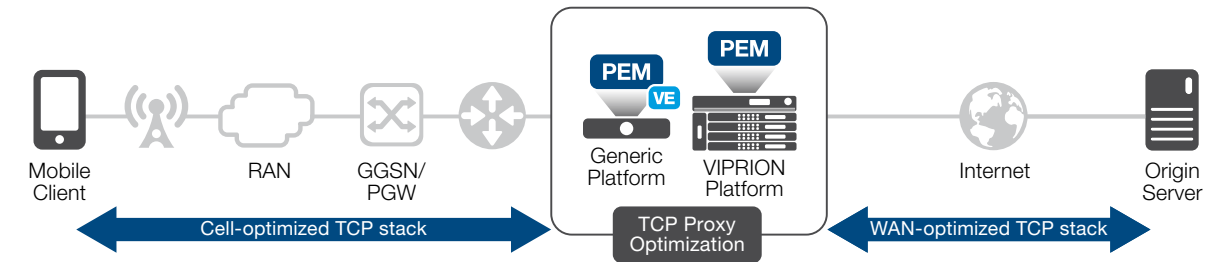 PEM
PEM
VE
Mobile
Client
RAN
GGSN/
PGW
Generic
Platform
VIPRION
Platform
Internet
Origin
Server
Cell-optimized TCP stack
TCP Proxy
Optimization
WAN-optimized TCP stack